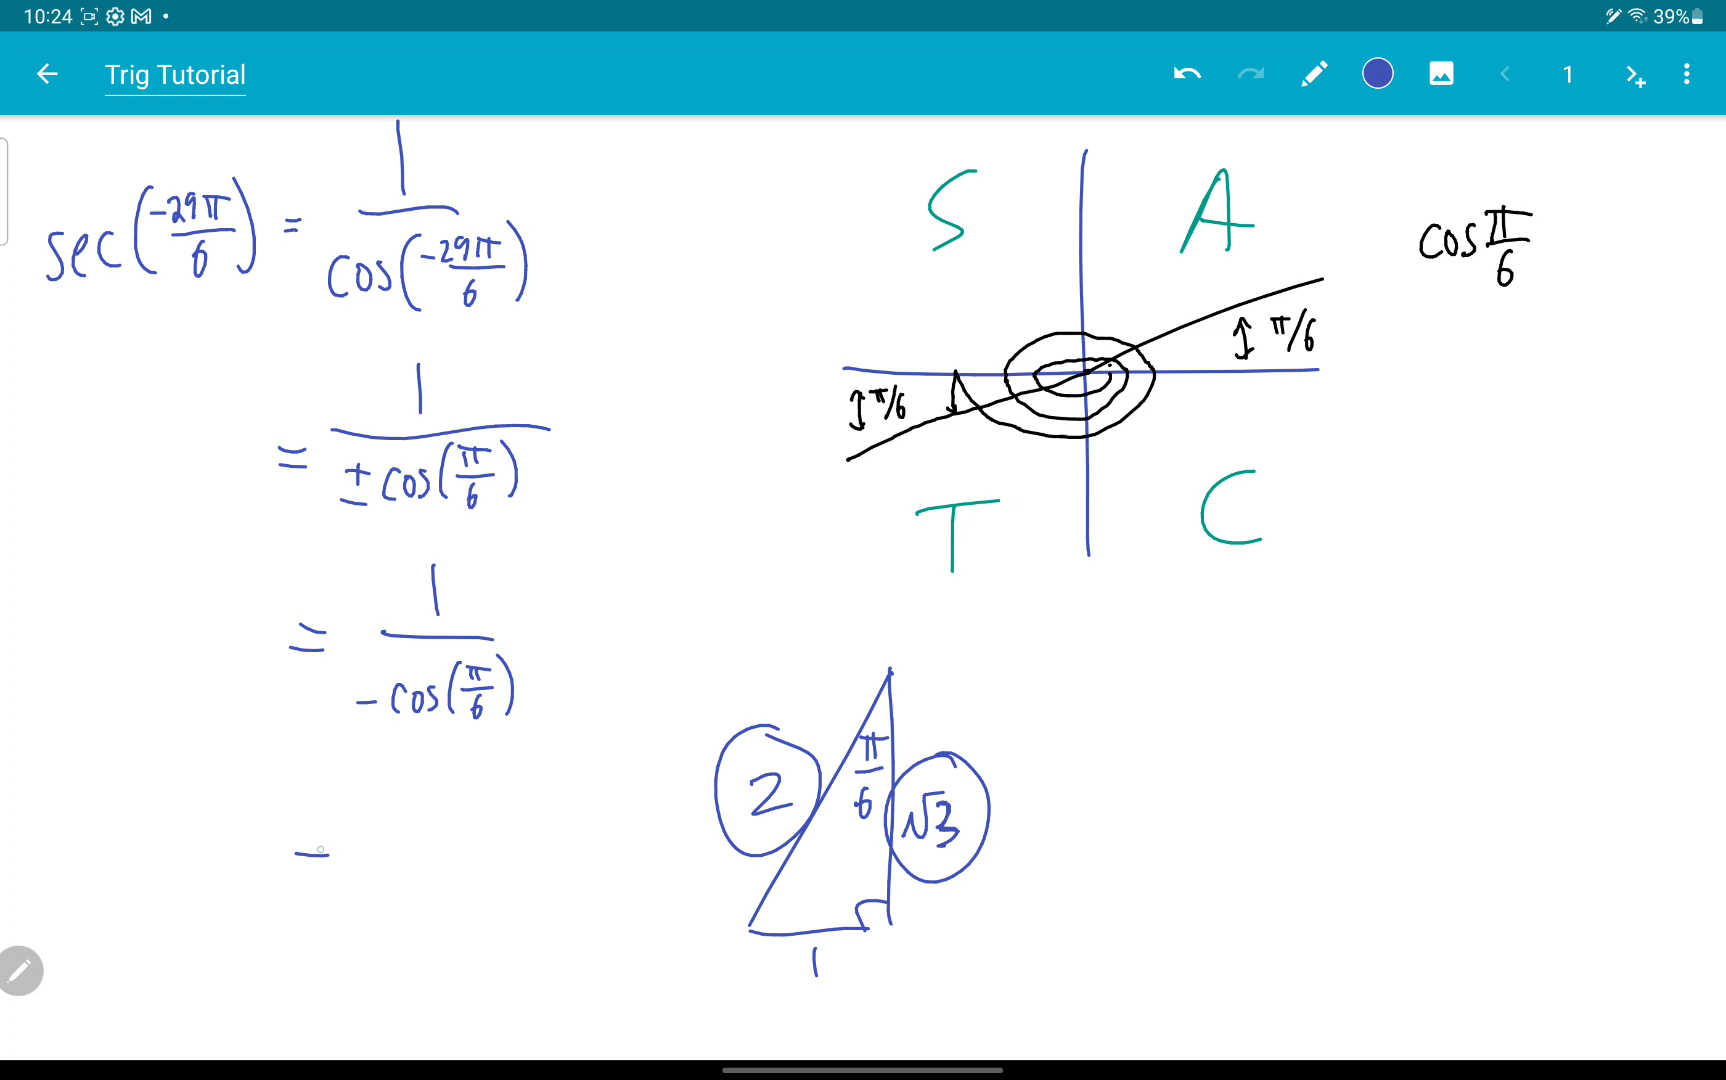 10:24
39%
Trig Tutorial
1
sec(-29π/6) = 1/cos(-29π/6)
= 1/±cos(π/6)
= 1/-cos(π/6)
=
S A
T C
π/6
π/6
cos π/6
2
π/6
√3
1